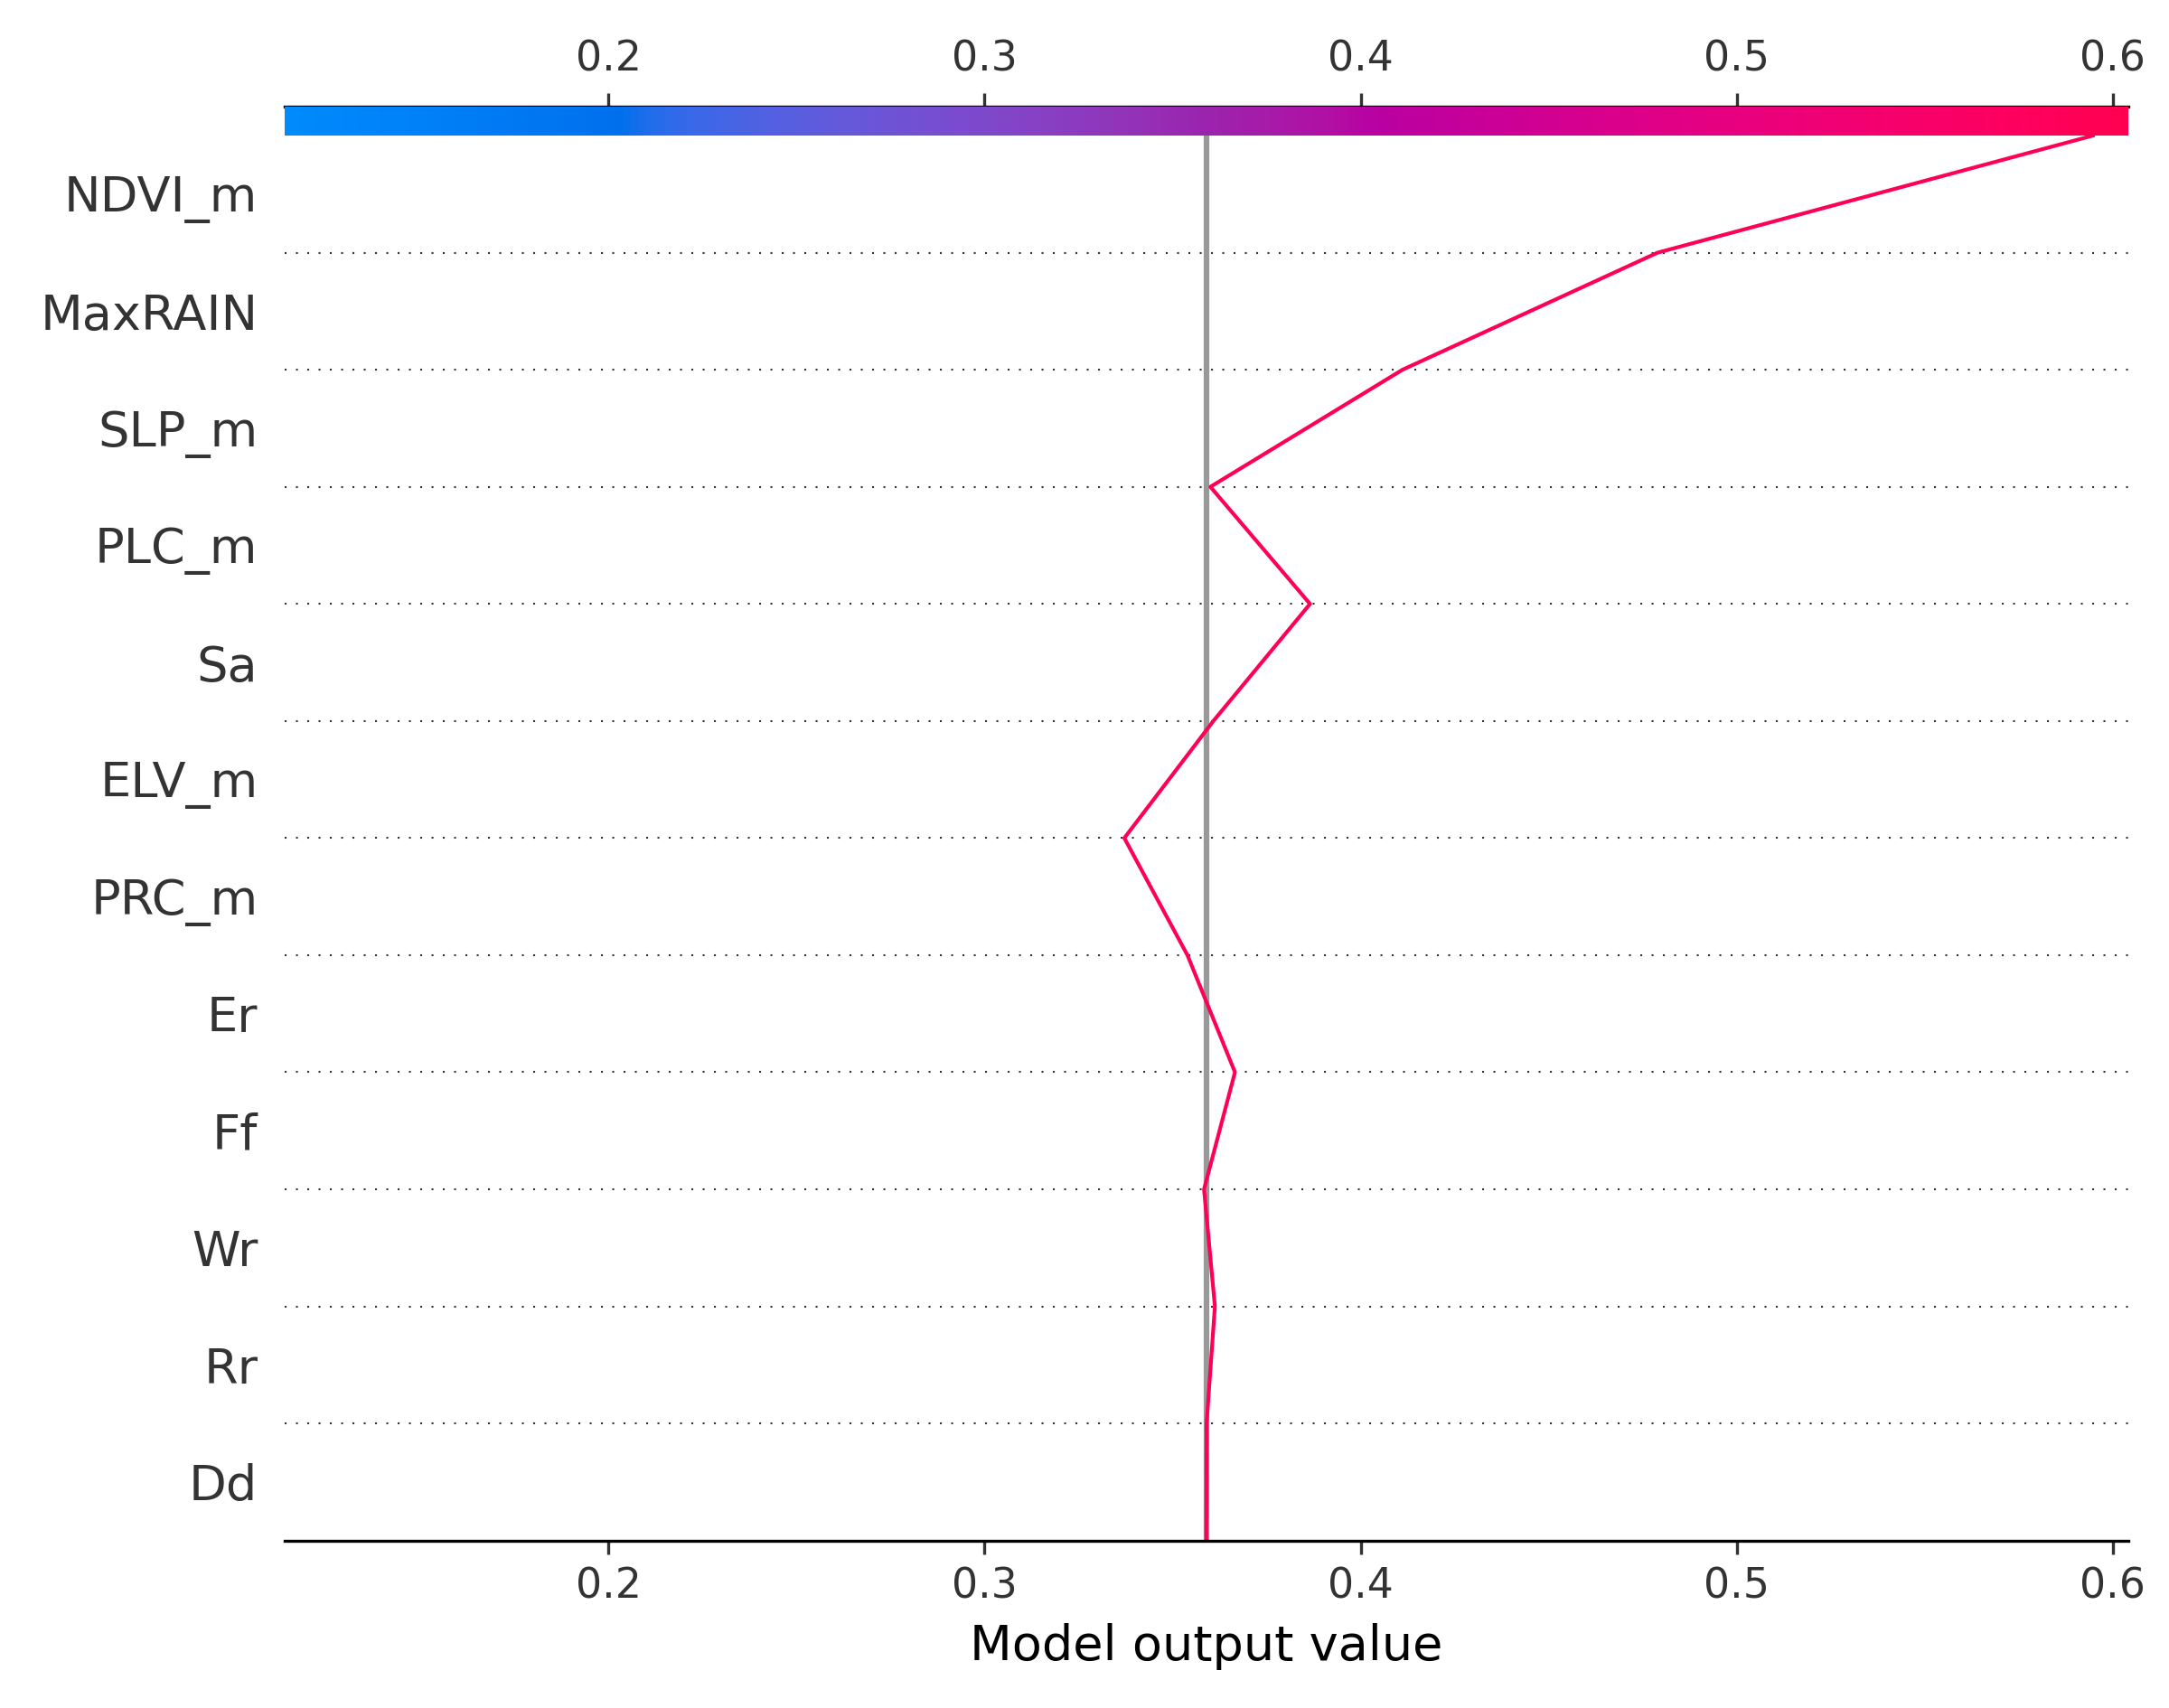 0.2 0.3 0.4 0.5 0.6
NDVI_m
MaxRAIN
SLP_m
PLC_m
Sa
ELV_m
PRC_m
Er
Ff
Wr
Rr
Dd
0.2 0.3 0.4 0.5 0.6
Model output value